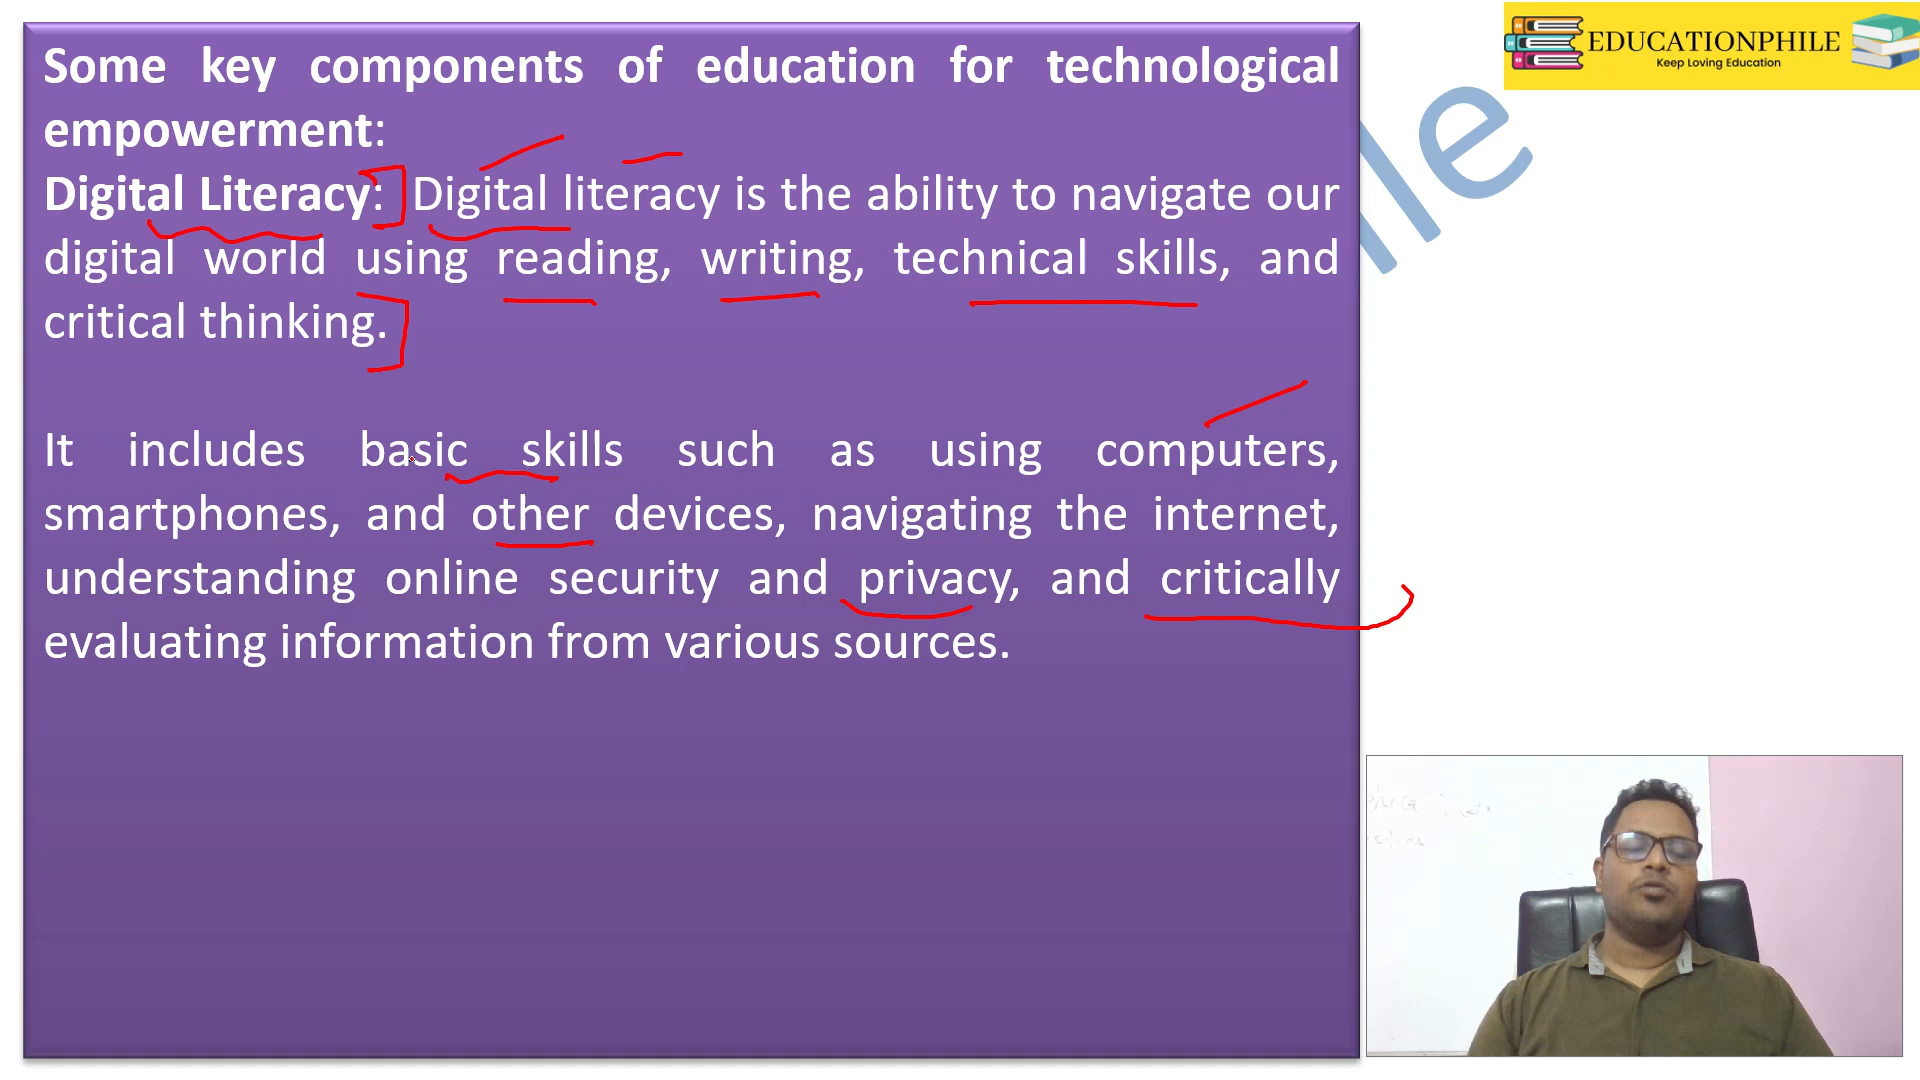 EDUCATIONPHILE
Keep Loving Education
Some key components of education for technological
empowerment:
Digital Literacy: Digital literacy is the ability to navigate our
digital world using reading, writing, technical skills, and
critical thinking.
It includes basic skills such as using computers,
smartphones, and other devices, navigating the internet,
understanding online security and privacy, and critically
evaluating information from various sources.